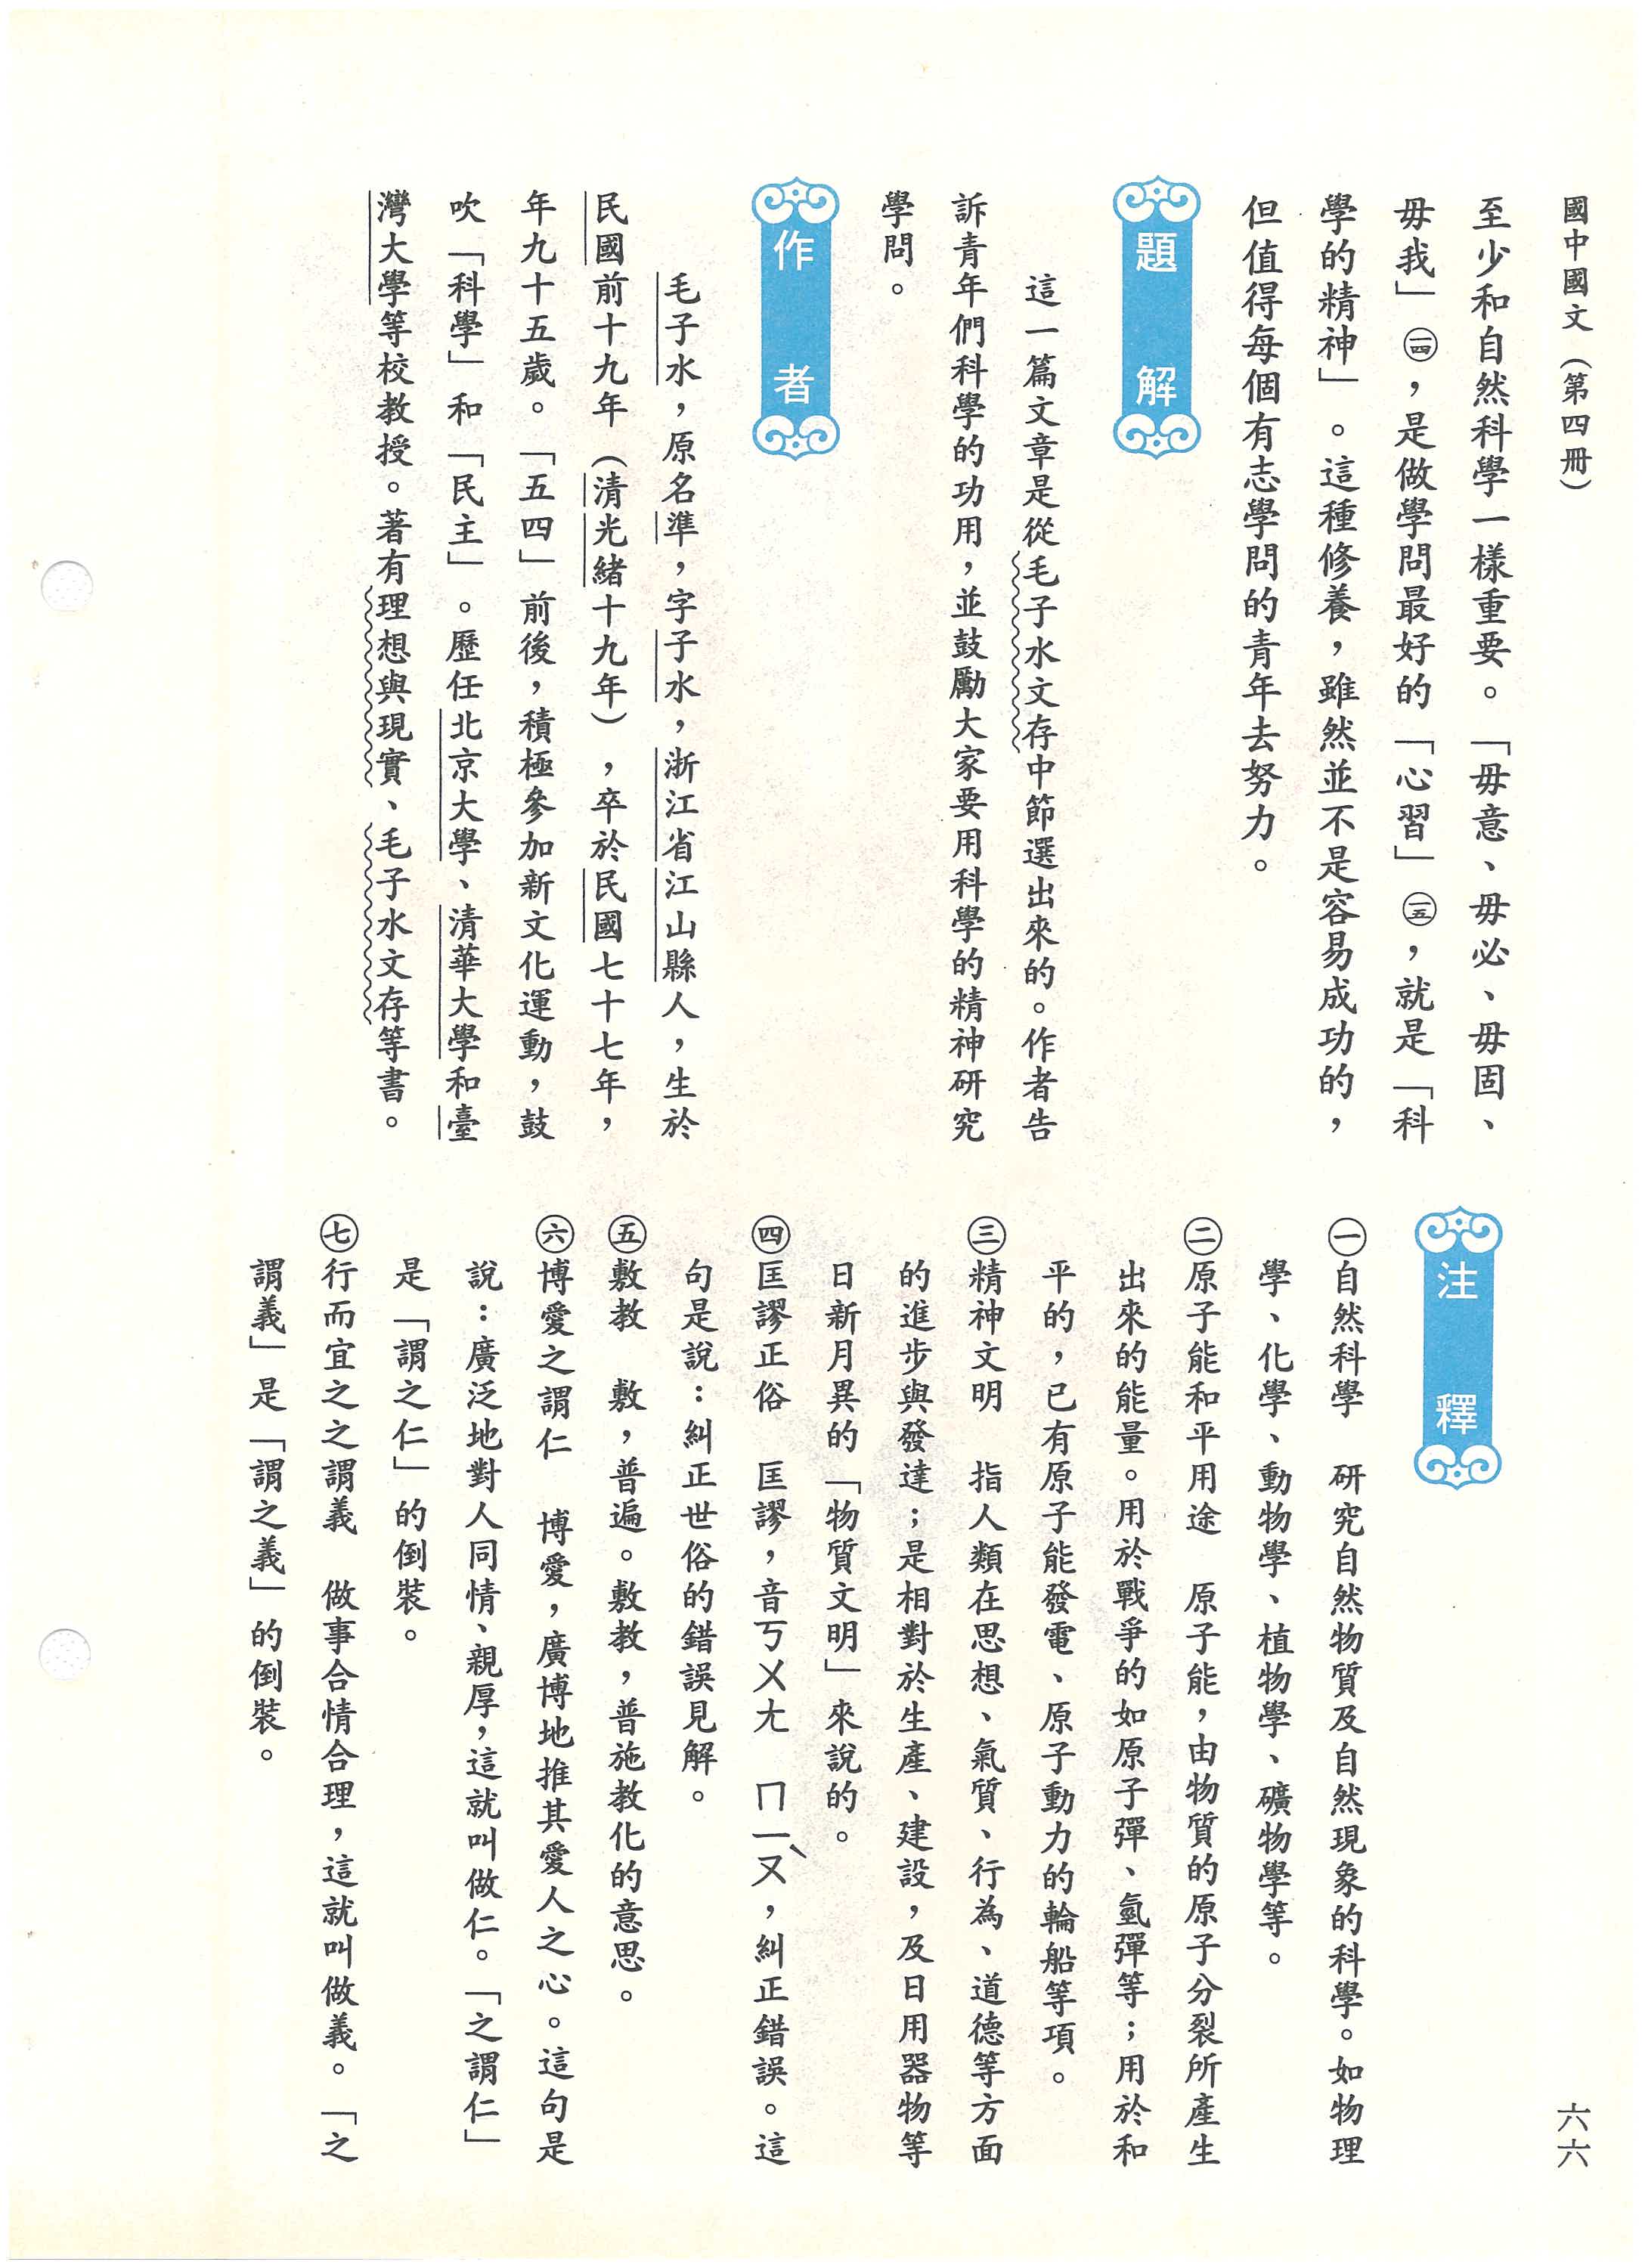 國中國文（第四冊）
六六
至少和自然科學一樣重要。「毋意、毋必、毋固、
毋我」㊀㊃，是做學問最好的「心習」㊀㊄，就是「科
學的精神」。這種修養，雖然並不是容易成功的，
但值得每個有志學問的青年去努力。
題解
這一篇文章是從毛子水文存中節選出來的。作者告
訴青年們科學的功用，並鼓勵大家要用科學的精神研究
學問。
作者
毛子水，原名準，字子水，浙江省江山縣人，生於
民國前十九年（清光緒十九年），卒於民國七十七年，
年九十五歲。「五四」前後，積極參加新文化運動，鼓
吹「科學」和「民主」。歷任北京大學、清華大學和臺
灣大學等校教授。著有理想與現實、毛子水文存等書。
注釋
㊀自然科學　研究自然物質及自然現象的科學。如物理
學、化學、動物學、植物學、礦物學等。
㊁原子能和平用途　原子能，由物質的原子分裂所產生
出來的能量。用於戰爭的如原子彈、氫彈等；用於和
平的，已有原子能發電、原子動力的輪船等項。
㊂精神文明　指人類在思想、氣質、行為、道德等方面
的進步與發達；是相對於生產、建設，及日用器物等
日新月異的「物質文明」來說的。
㊃匡謬正俗　匡謬，音ㄎㄨㄤ　ㄇㄧㄡˋ，糾正錯誤。這
句是說：糾正世俗的錯誤見解。
㊄敷教　敷，普遍。敷教，普施教化的意思。
㊅博愛之謂仁　博愛，廣博地推其愛人之心。這句是
說：廣泛地對人同情、親厚，這就叫做仁。「之謂仁」
是「謂之仁」的倒裝。
㊆行而宜之之謂義　做事合情合理，這就叫做義。「之
謂義」是「謂之義」的倒裝。